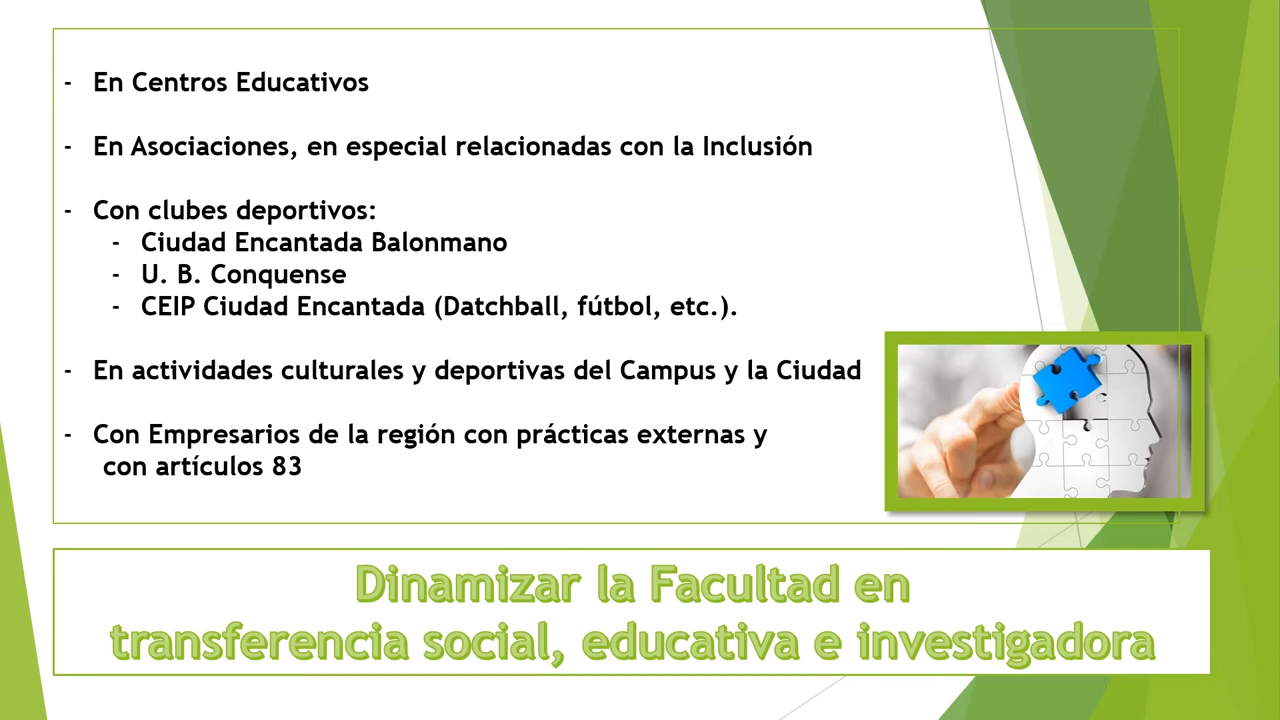 - En Centros Educativos
- En Asociaciones, en especial relacionadas con la Inclusión
- Con clubes deportivos:
- Ciudad Encantada Balonmano
- U. B. Conquense
- CEIP Ciudad Encantada (Datchball, fútbol, etc.).
- En actividades culturales y deportivas del Campus y la Ciudad
- Con Empresarios de la región con prácticas externas y
con artículos 83
Dinamizar la Facultad en
transferencia social, educativa e investigadora